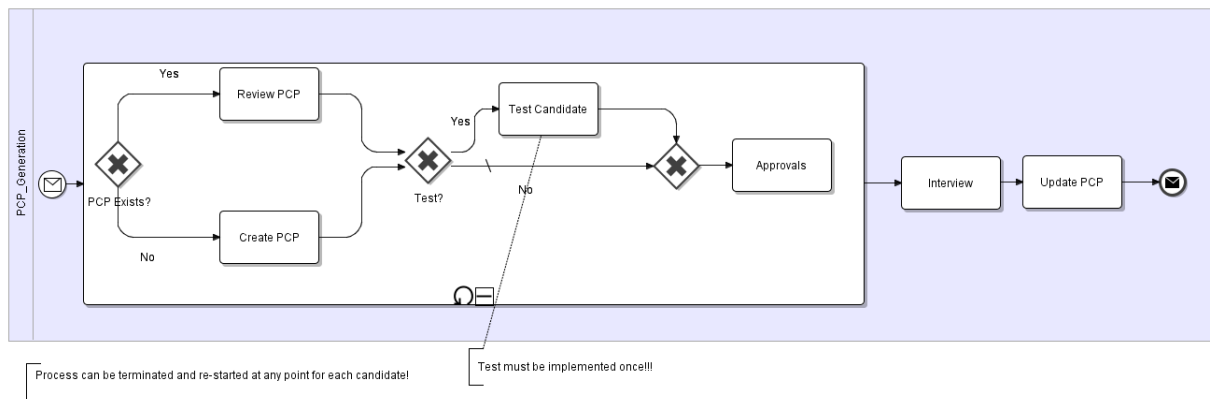 PCP_Generation
Yes
Review PCP
PCP Exists?
No
Create PCP
Test?
Yes
Test Candidate
No
Approvals
Interview
Update PCP
Process can be terminated and re-started at any point for each candidate!
Test must be implemented once!!!